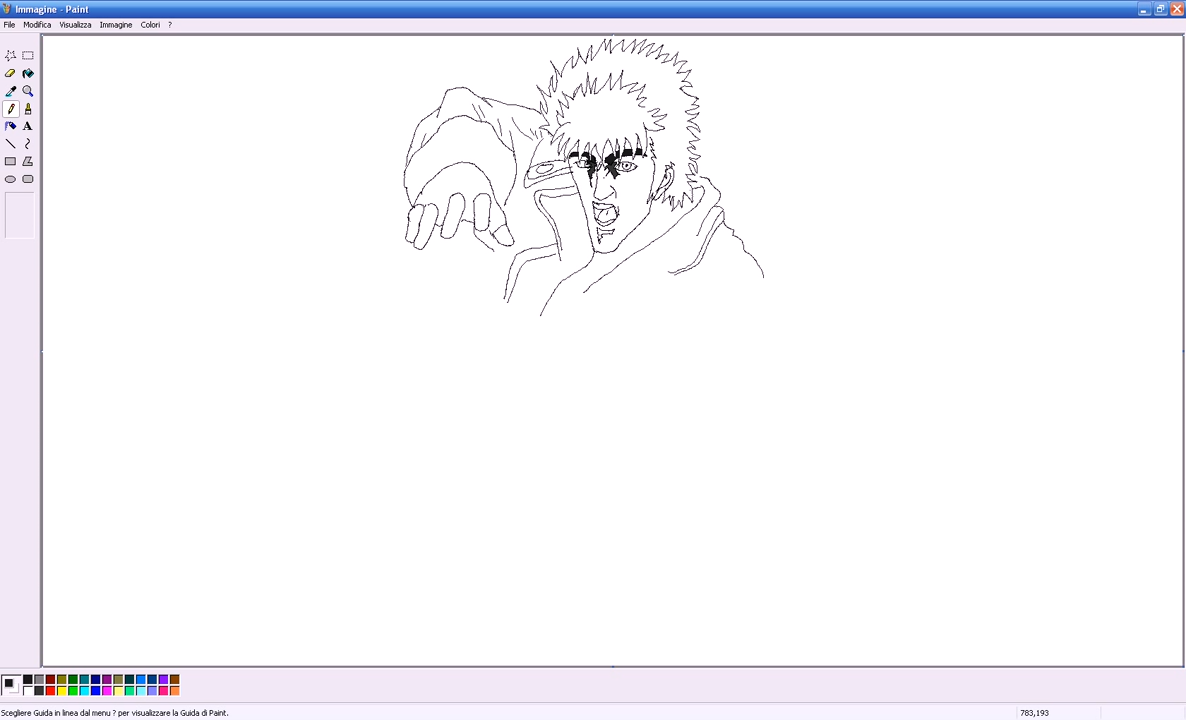 Immagine - Paint
File Modifica Visualizza Immagine Colori ?
A
Scegliere Guida in linea dal menu ? per visualizzare la Guida di Paint.
783,193